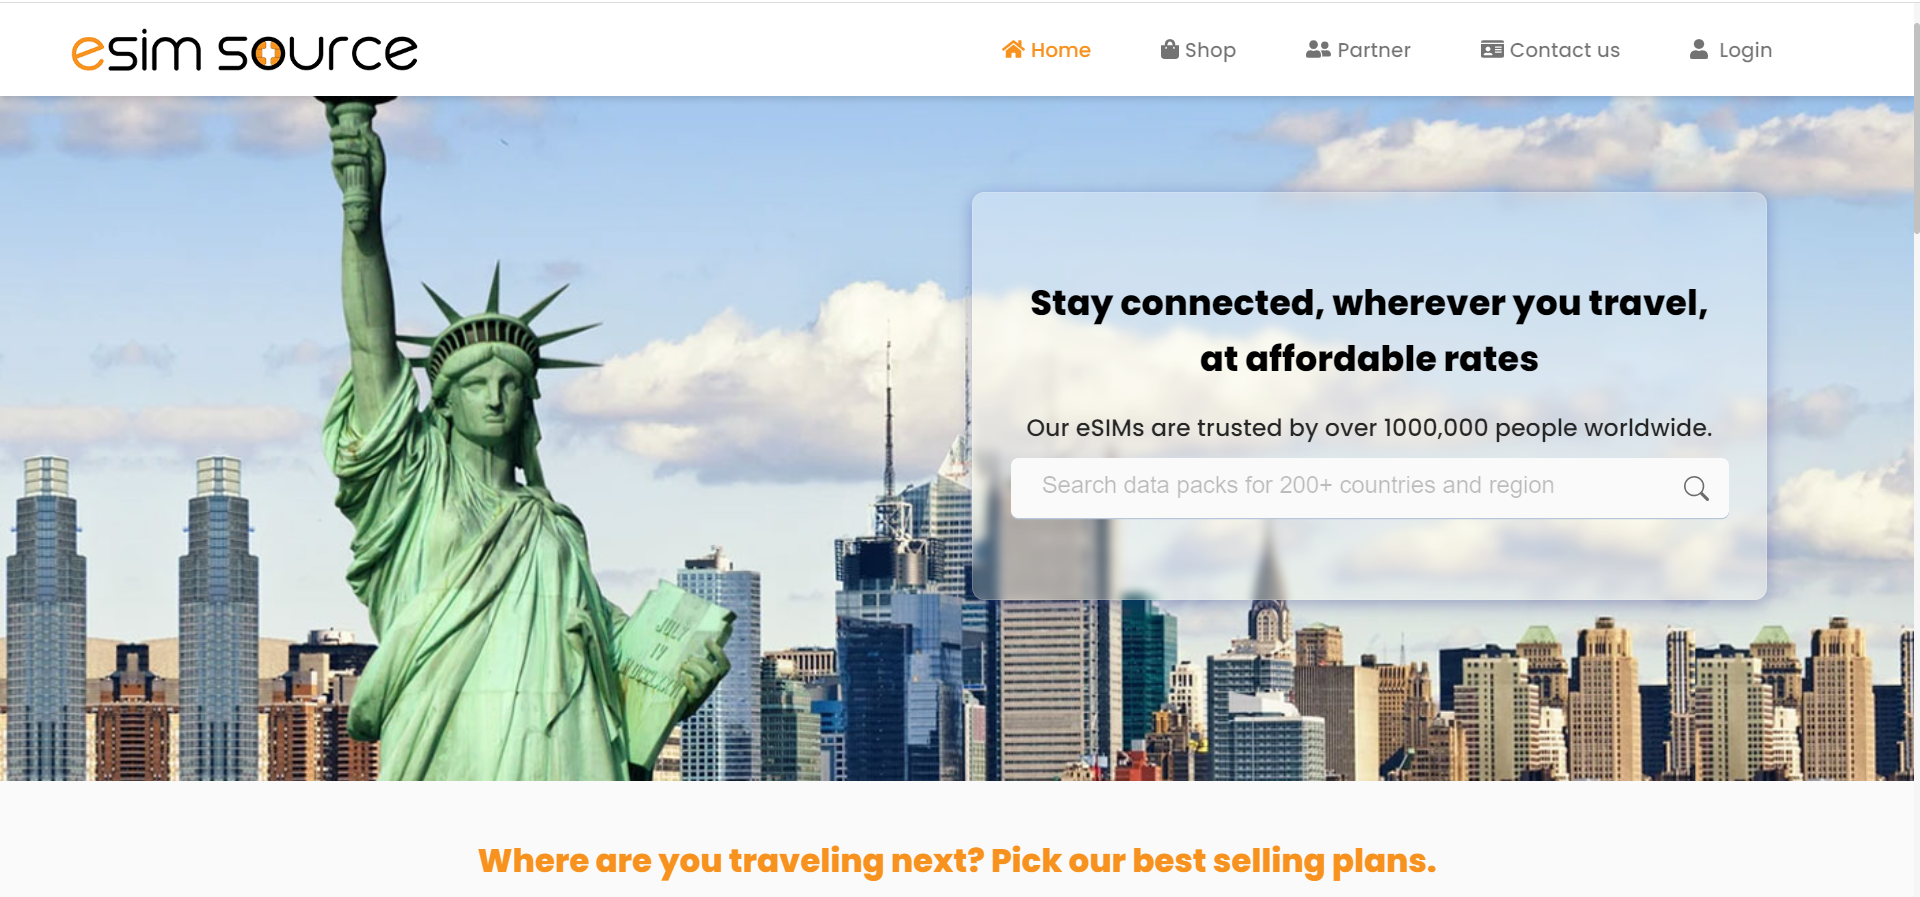 esim source
Home
Shop
Partner
Contact us
Login
Stay connected, wherever you travel,
at affordable rates
Our eSIMs are trusted by over 1000,000 people worldwide.
Search data packs for 200+ countries and region
JULY
IV
Where are you traveling next? Pick our best selling plans.